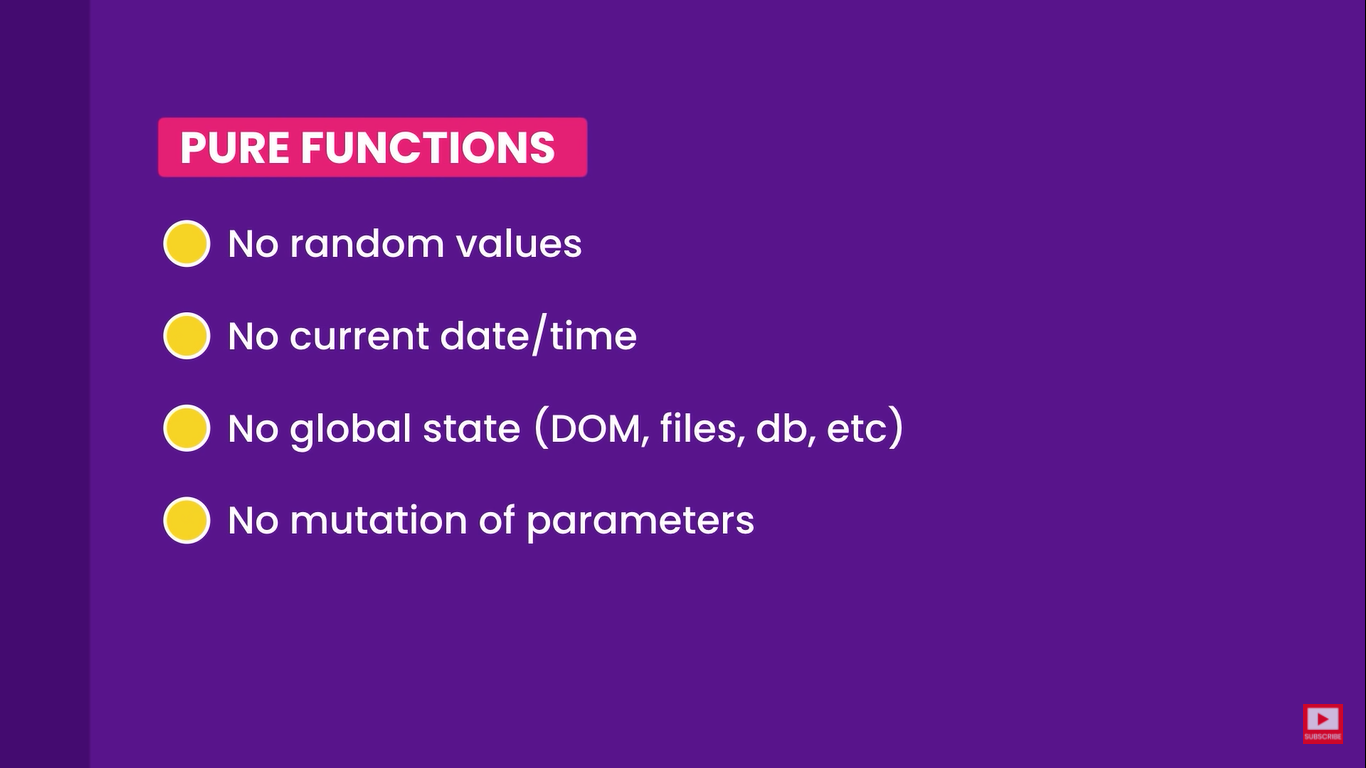 PURE FUNCTIONS
No random values
No current date/time
No global state (DOM, files, db, etc)
No mutation of parameters
SUBSCRIBE